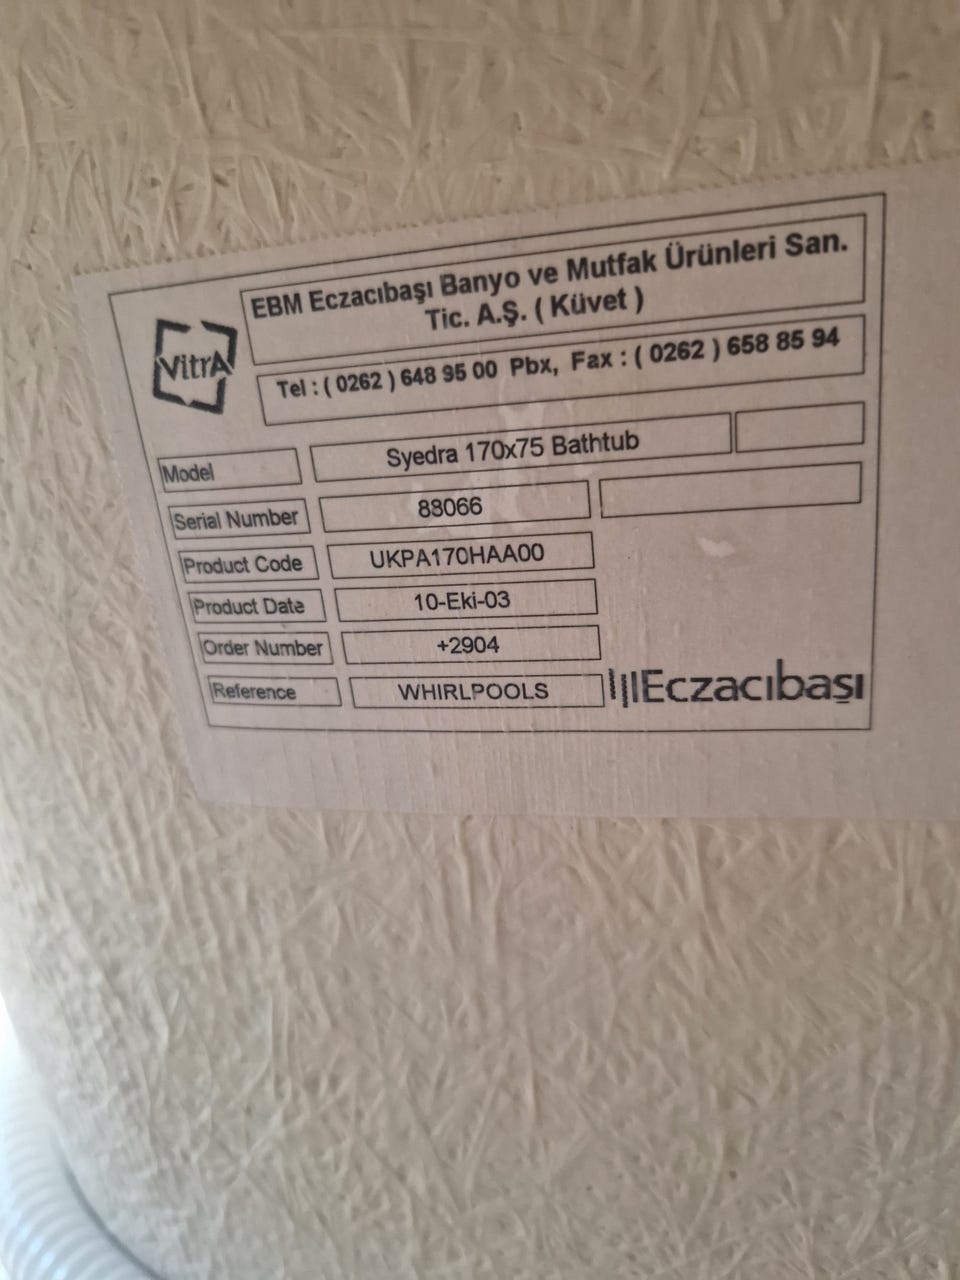 VitrA
EBM Eczacıbaşı Banyo ve Mutfak Ürünleri San.
Tic. A.Ş. ( Küvet )
Tel : ( 0262 ) 648 95 00 Pbx, Fax : ( 0262 ) 658 85 94
Model Syedra 170x75 Bathtub
Serial Number 88066
Product Code UKPA170HAA00
Product Date 10-Eki-03
Order Number +2904
Reference WHIRLPOOLS
Eczacıbaşı